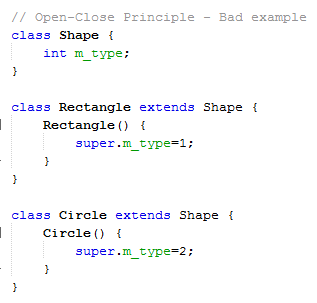 // Open-Close Principle - Bad example
class Shape {
    int m_type;
}

class Rectangle extends Shape {
    Rectangle() {
        super.m_type=1;
    }
}

class Circle extends Shape {
    Circle() {
        super.m_type=2;
    }
}